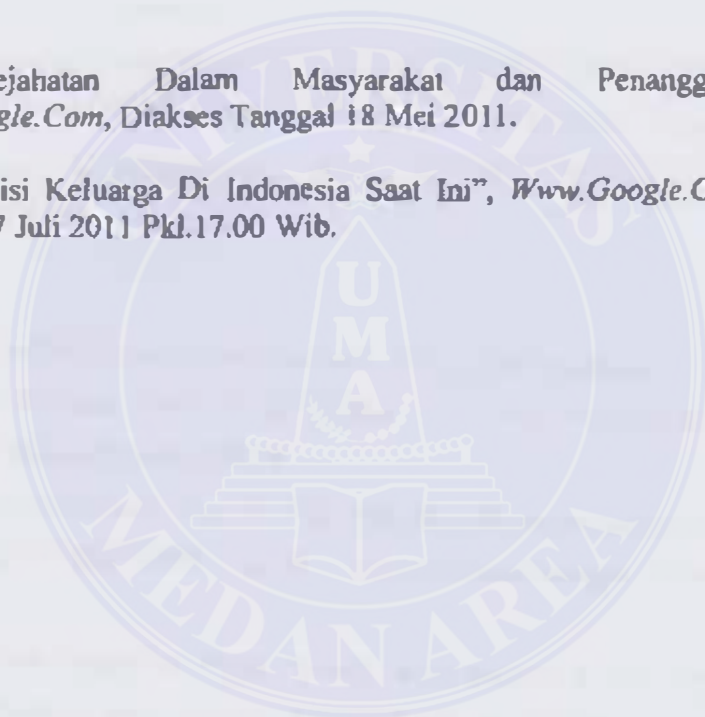 ejahatan Dalam Masyarakat dan Penangg
gle.Com, Diakses Tanggal 18 Mei 2011.
isi Keluarga Di Indonesia Saat Ini”, Www.Google.C
7 Juli 2011 Pkl.17.00 Wib.
UNIVERSITAS
U
M
A
MEDAN AREA